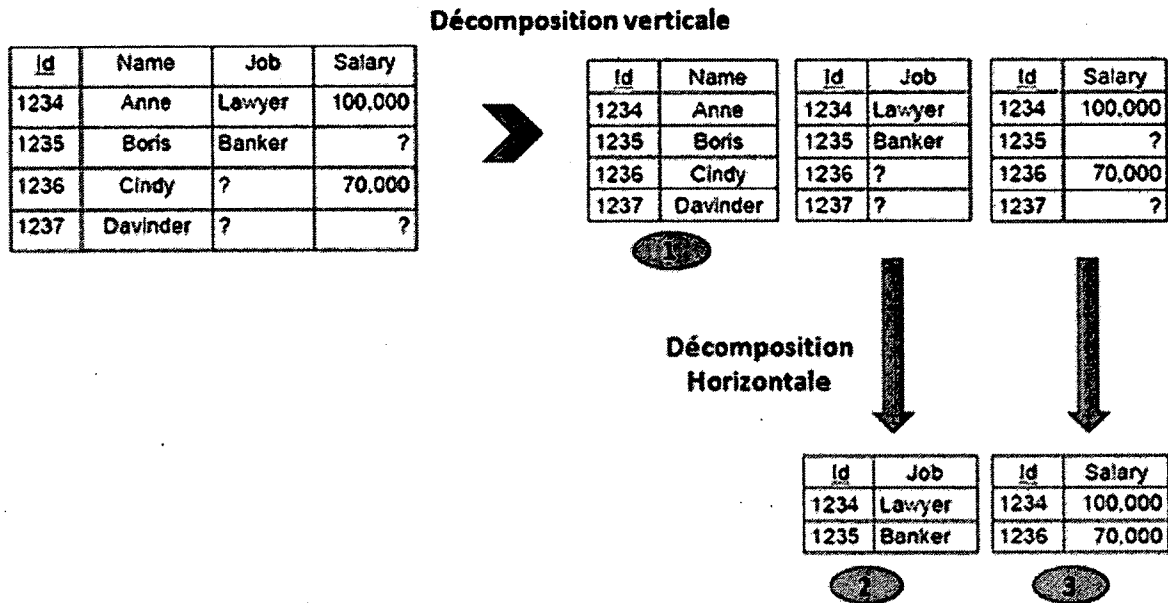 Décomposition verticale
Id Name Job Salary
1234 Anne Lawyer 100,000
1235 Boris Banker ?
1236 Cindy ? 70,000
1237 Davinder ? ?
Id Name
1234 Anne
1235 Boris
1236 Cindy
1237 Davinder
1
Id Job
1234 Lawyer
1235 Banker
1236 ?
1237 ?
Id Salary
1234 100,000
1235 ?
1236 70,000
1237 ?
Décomposition
Horizontale
Id Job
1234 Lawyer
1235 Banker
2
Id Salary
1234 100,000
1236 70,000
3